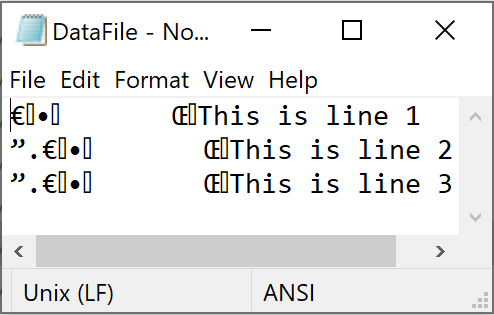 DataFile - No...
File Edit Format View Help
€▯•▯       Œ▯This is line 1
”.€▯•▯       Œ▯This is line 2
”.€▯•▯       Œ▯This is line 3
Unix (LF) ANSI